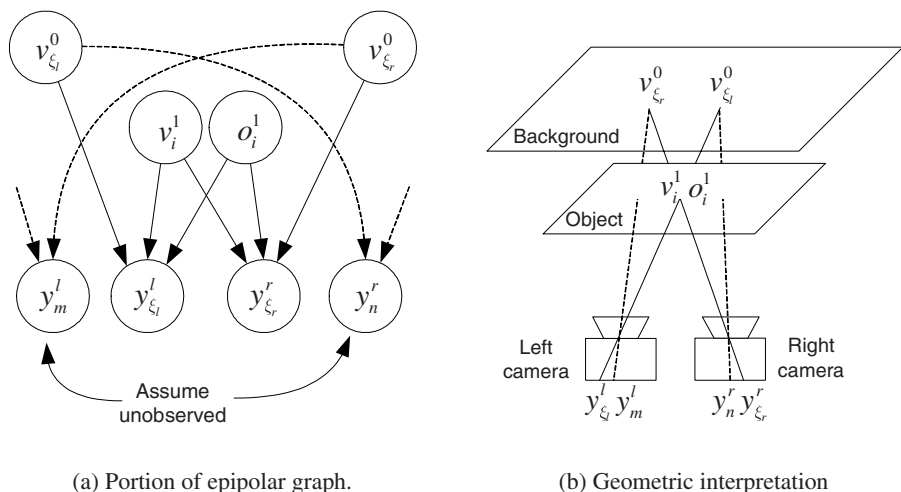 v^0_{ξ_l} v^0_{ξ_r}
v^1_i o^1_i
y^l_m y^l_{ξ_l} y^r_{ξ_r} y^r_n
Assume
unobserved
(a) Portion of epipolar graph.
v^0_{ξ_r} v^0_{ξ_l}
Background
v^1_i o^1_i
Object
Left
camera
Right
camera
y^l_{ξ_l} y^l_m y^r_n y^r_{ξ_r}
(b) Geometric interpretation